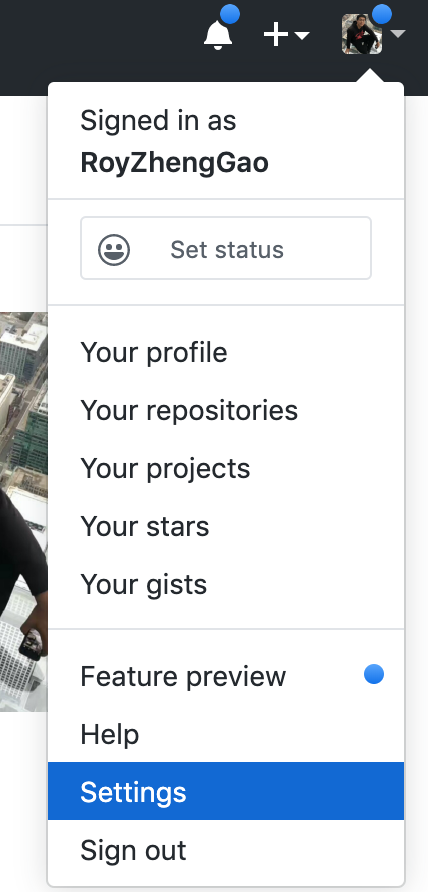 Signed in as
RoyZhengGao
Set status
Your profile
Your repositories
Your projects
Your stars
Your gists
Feature preview
Help
Settings
Sign out